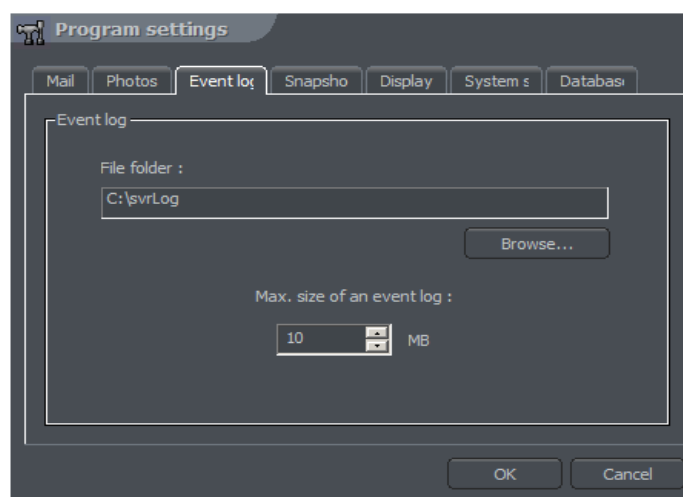 Program settings
Mail Photos Event log Snapsho Display System s Databas
Event log
File folder :
C:\svrLog
Browse...
Max. size of an event log :
10 MB
OK Cancel